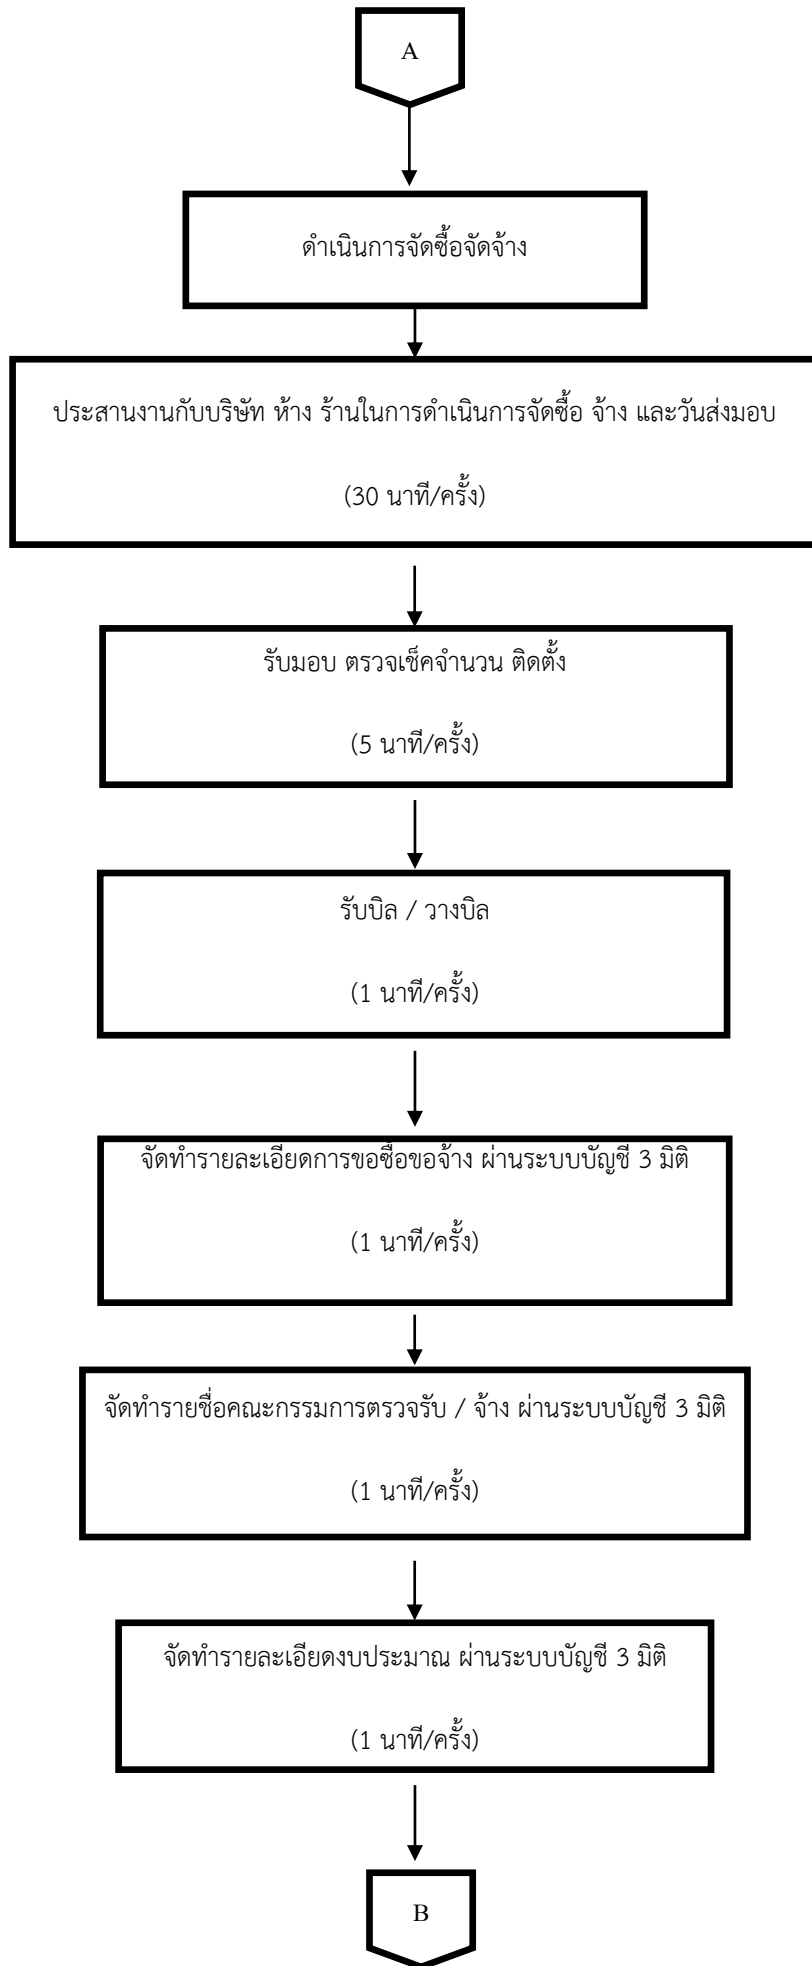 A
ดำเนินการจัดซื้อจัดจ้าง
ประสานงานกับบริษัท ห้าง ร้านในการดำเนินการจัดซื้อ จ้าง และวันส่งมอบ
(30 นาที/ครั้ง)
รับมอบ ตรวจเช็คจำนวน ติดตั้ง
(5 นาที/ครั้ง)
รับบิล / วางบิล
(1 นาที/ครั้ง)
จัดทำรายละเอียดการขอซื้อขอจ้าง ผ่านระบบบัญชี 3 มิติ
(1 นาที/ครั้ง)
จัดทำรายชื่อคณะกรรมการตรวจรับ / จ้าง ผ่านระบบบัญชี 3 มิติ
(1 นาที/ครั้ง)
จัดทำรายละเอียดงบประมาณ ผ่านระบบบัญชี 3 มิติ
(1 นาที/ครั้ง)
B